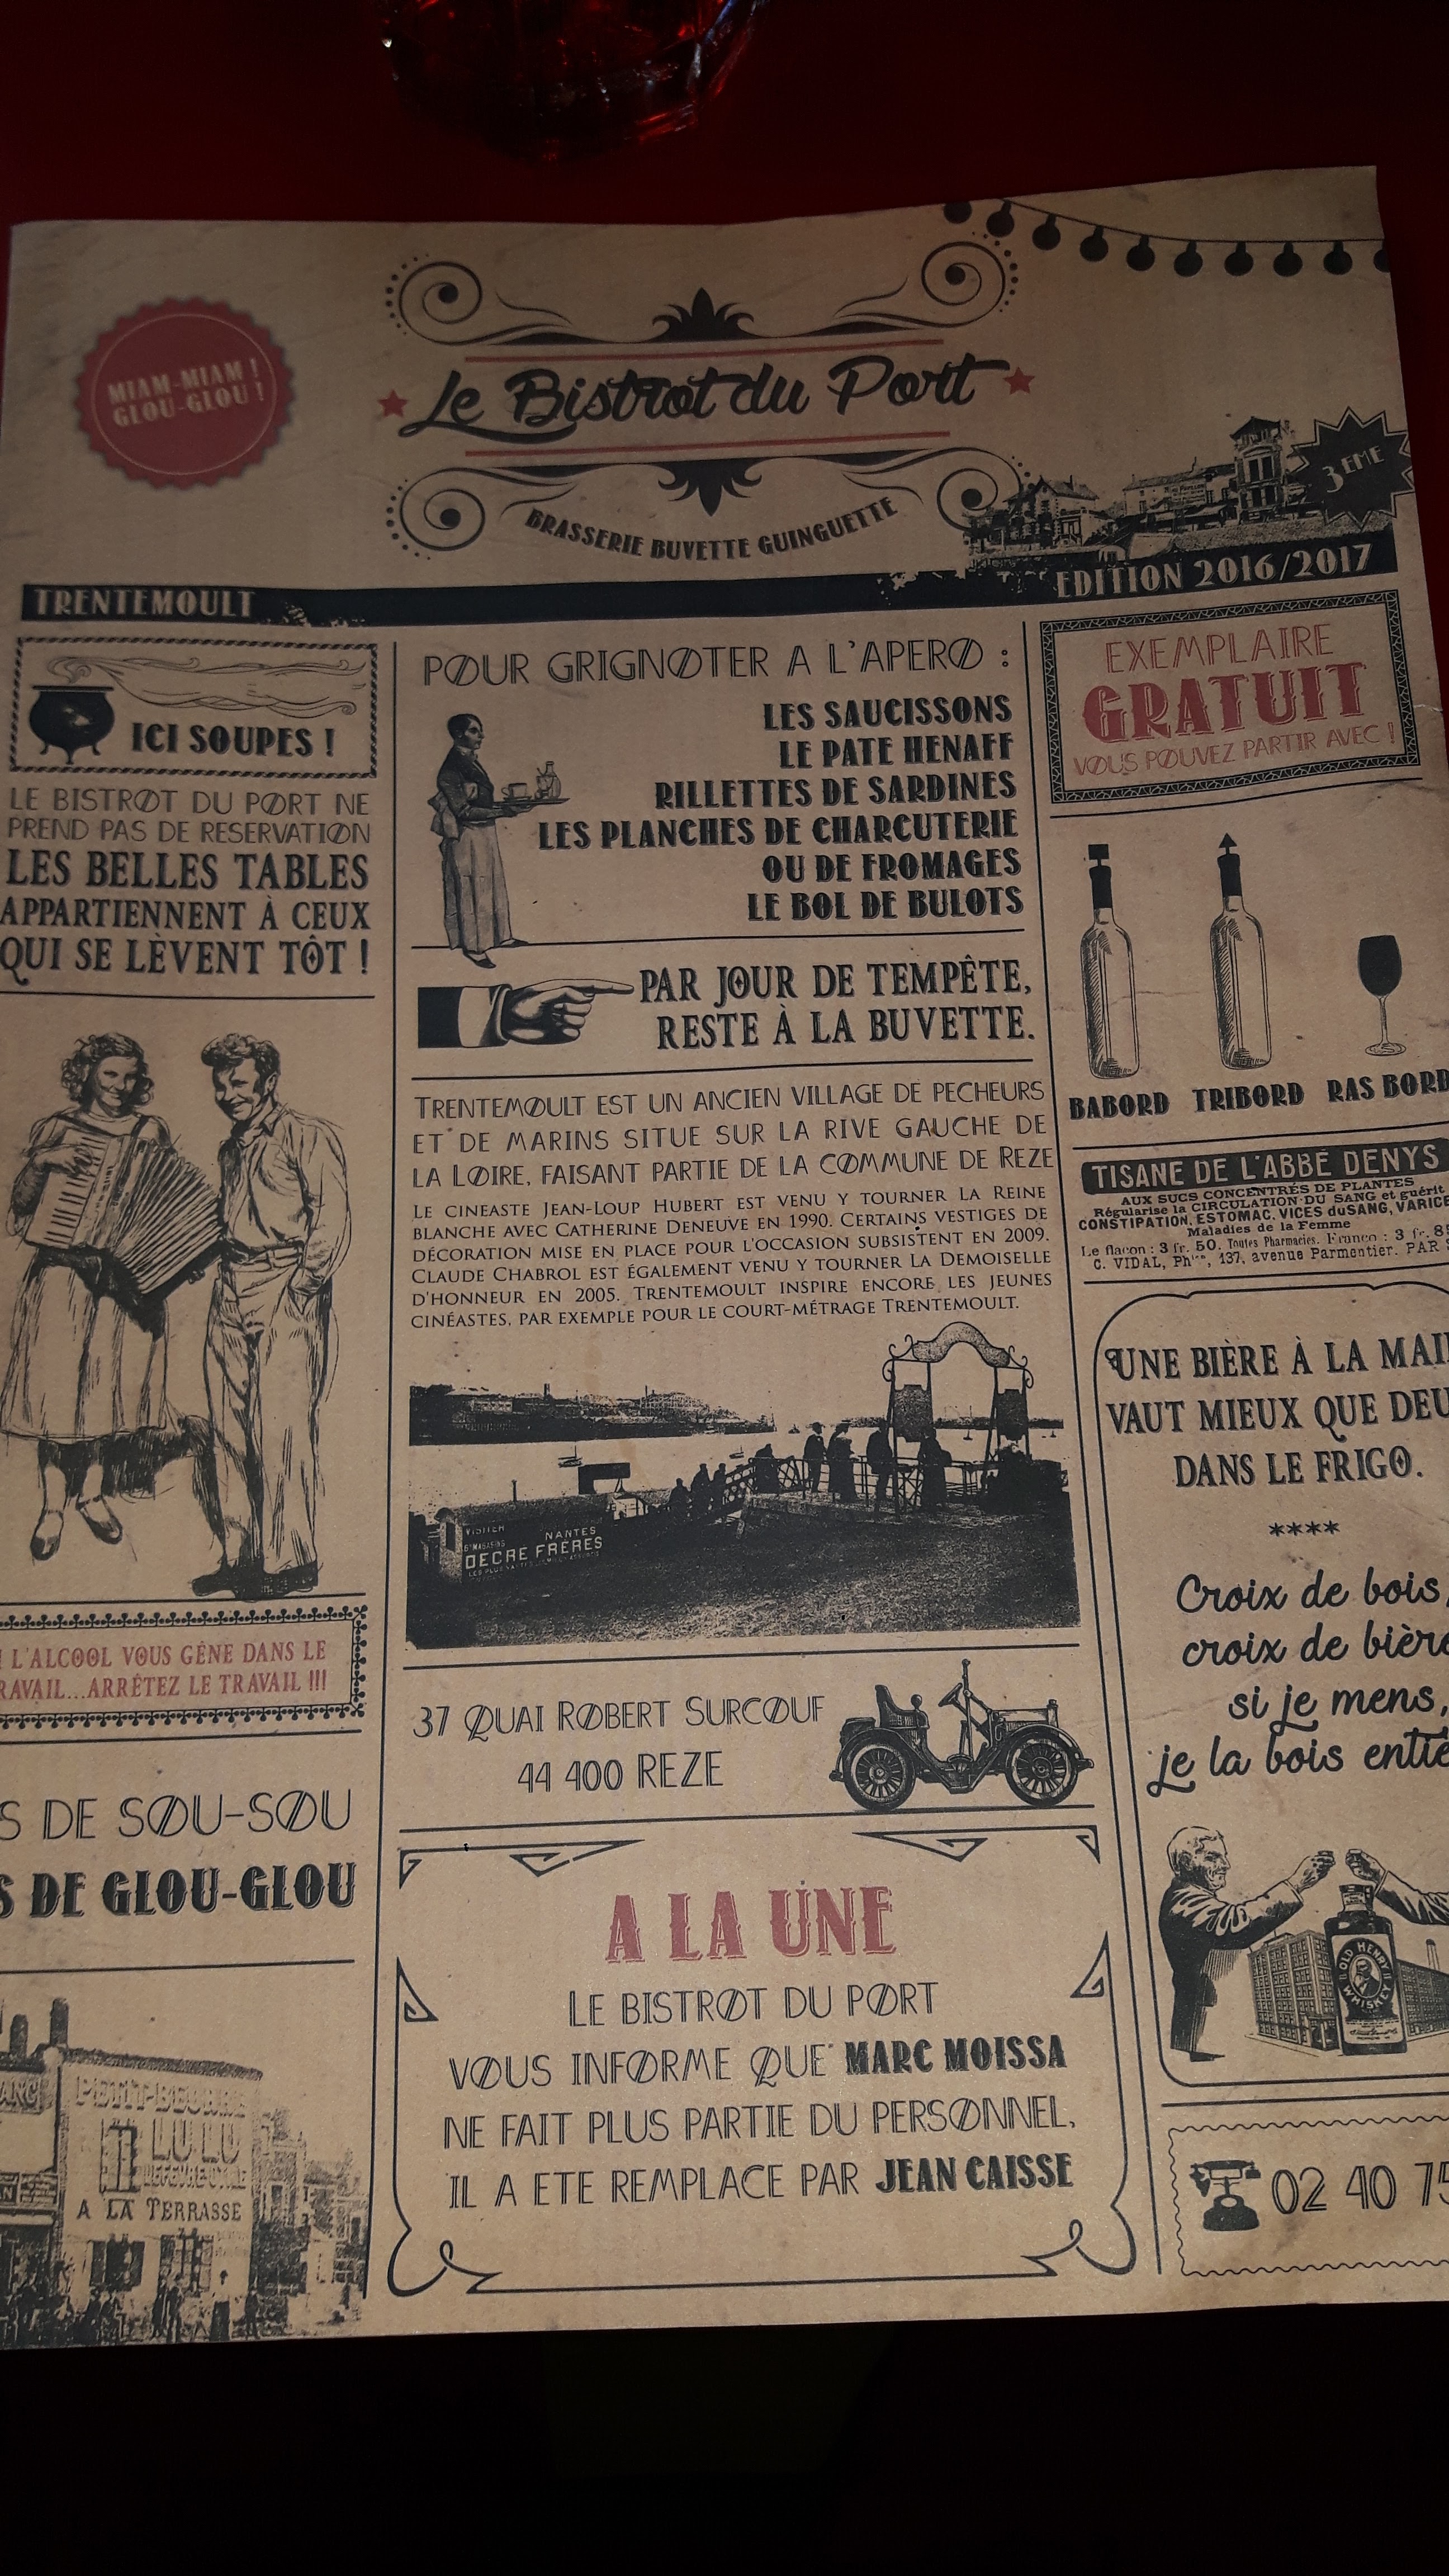 MIAM-MIAM !
GLOU-GLOU !
Le Bistrot du Port
BRASSERIE BUVETTE GUINGUETTE
3EME
EDITION 2016/2017
TRENTEMOULT
ICI SOUPES !
LE BISTROT DU PORT NE
PREND PAS DE RESERVATION
LES BELLES TABLES
APPARTIENNENT À CEUX
QUI SE LÈVENT TÔT !
L'ALCOOL VOUS GÊNE DANS LE
RAVAIL...ARRÊTEZ LE TRAVAIL !!!
S DE SOU-SOU
S DE GLOU-GLOU
PETIT-BEURRE
LULU
A LA TERRASSE
POUR GRIGNOTER A L'APERO :
LES SAUCISSONS
LE PATE HENAFF
RILLETTES DE SARDINES
LES PLANCHES DE CHARCUTERIE
OU DE FROMAGES
LE BOL DE BULOTS
PAR JOUR DE TEMPÊTE,
RESTE À LA BUVETTE.
TRENTEMOULT EST UN ANCIEN VILLAGE DE PECHEURS
ET DE MARINS SITUE SUR LA RIVE GAUCHE DE
LA LOIRE, FAISANT PARTIE DE LA COMMUNE DE REZE
LE CINEASTE JEAN-LOUP HUBERT EST VENU Y TOURNER LA REINE
BLANCHE AVEC CATHERINE DENEUVE EN 1990. CERTAINS VESTIGES DE
DÉCORATION MISE EN PLACE POUR L'OCCASION SUBSISTENT EN 2009.
CLAUDE CHABROL EST ÉGALEMENT VENU Y TOURNER LA DEMOISELLE
D'HONNEUR EN 2005. TRENTEMOULT INSPIRE ENCORE LES JEUNES
CINÉASTES, PAR EXEMPLE POUR LE COURT-MÉTRAGE TRENTEMOULT.
VISITER NANTES
DECRE FRÈRES
37 QUAI ROBERT SURCOUF
44 400 REZE
A LA UNE
LE BISTROT DU PORT
VOUS INFORME QUE MARC MOISSA
NE FAIT PLUS PARTIE DU PERSONNEL,
IL A ETE REMPLACE PAR JEAN CAISSE
EXEMPLAIRE
GRATUIT
VOUS POUVEZ PARTIR AVEC !
BABORD TRIBORD RAS BORD
TISANE DE L'ABBÉ DENYS
AUX SUCS CONCENTRÉS DE PLANTES
Régularise la CIRCULATION DU SANG et guérit
CONSTIPATION, ESTOMAC, VICES du SANG, VARICE
Maladies de la Femme
Le flacon : 3 fr. 50, Toutes Pharmacies. Franco : 3 fr. 8
C. VIDAL, Phien, 137, avenue Parmentier. PAR
UNE BIÈRE À LA MAI
VAUT MIEUX QUE DEU
DANS LE FRIGO.
****
Croix de bois,
croix de bière
si je mens,
je la bois entiè
OLD HENRY
WHISKEY
02 40 75